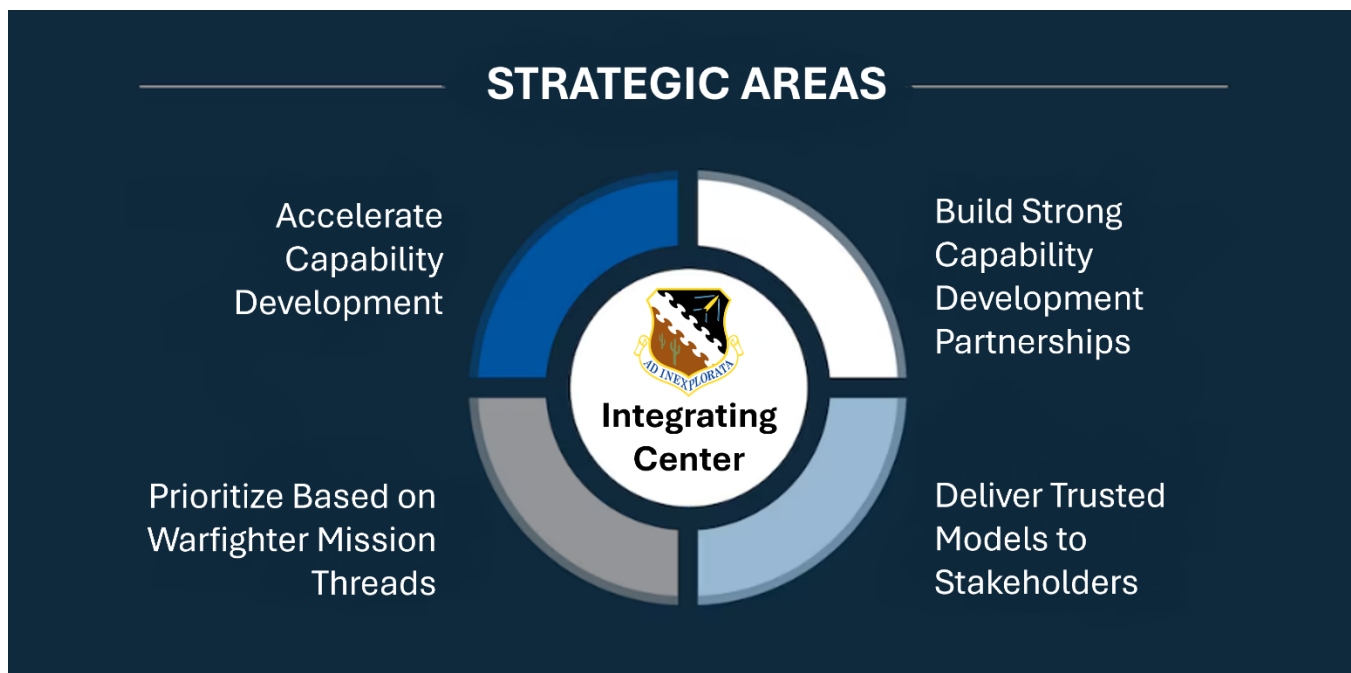 STRATEGIC AREAS
Accelerate
Capability
Development
Build Strong
Capability
Development
Partnerships
AD INEXPLORATA
Integrating
Center
Prioritize Based on
Warfighter Mission
Threads
Deliver Trusted
Models to
Stakeholders